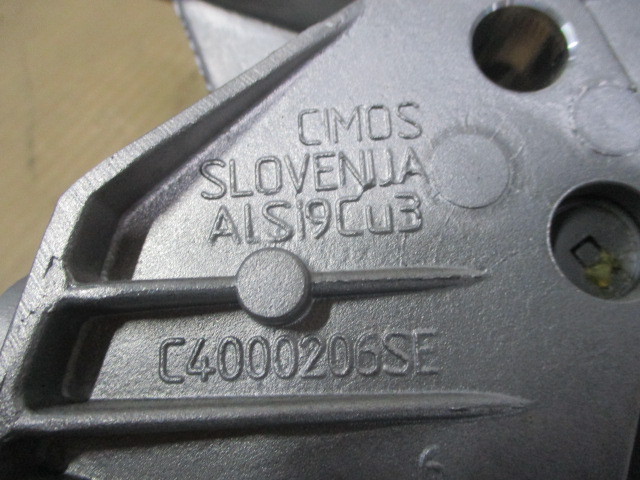 CIMOS
SLOVENIJA
AlSi9Cu3
C4000206SE
6